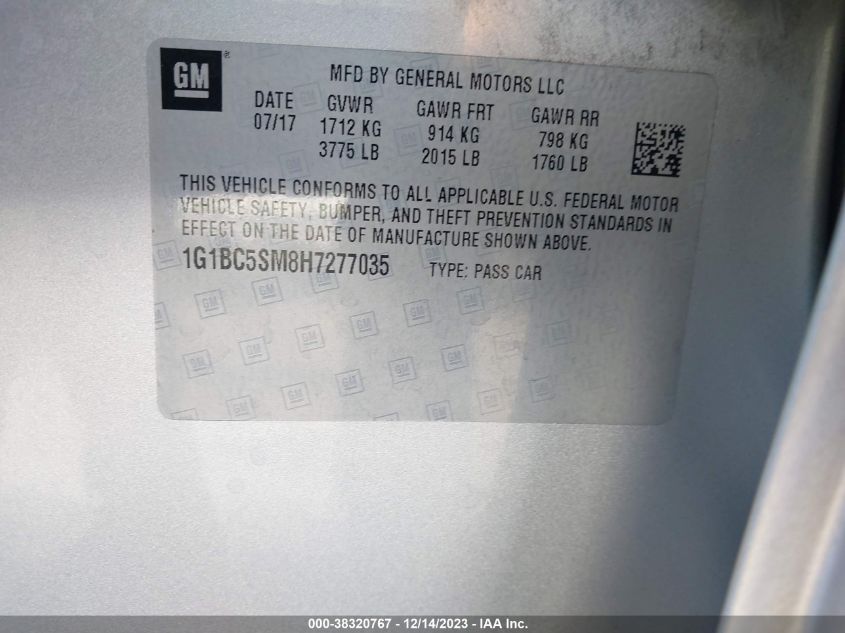 GM ®
MFD BY GENERAL MOTORS LLC
DATE GVWR GAWR FRT GAWR RR
07/17 1712 KG 914 KG 798 KG
3775 LB 2015 LB 1760 LB
THIS VEHICLE CONFORMS TO ALL APPLICABLE U.S. FEDERAL MOTOR
VEHICLE SAFETY, BUMPER, AND THEFT PREVENTION STANDARDS IN
EFFECT ON THE DATE OF MANUFACTURE SHOWN ABOVE.
1G1BC5SM8H7277035 TYPE: PASS CAR
000-38320767 - 12/14/2023 - IAA Inc.